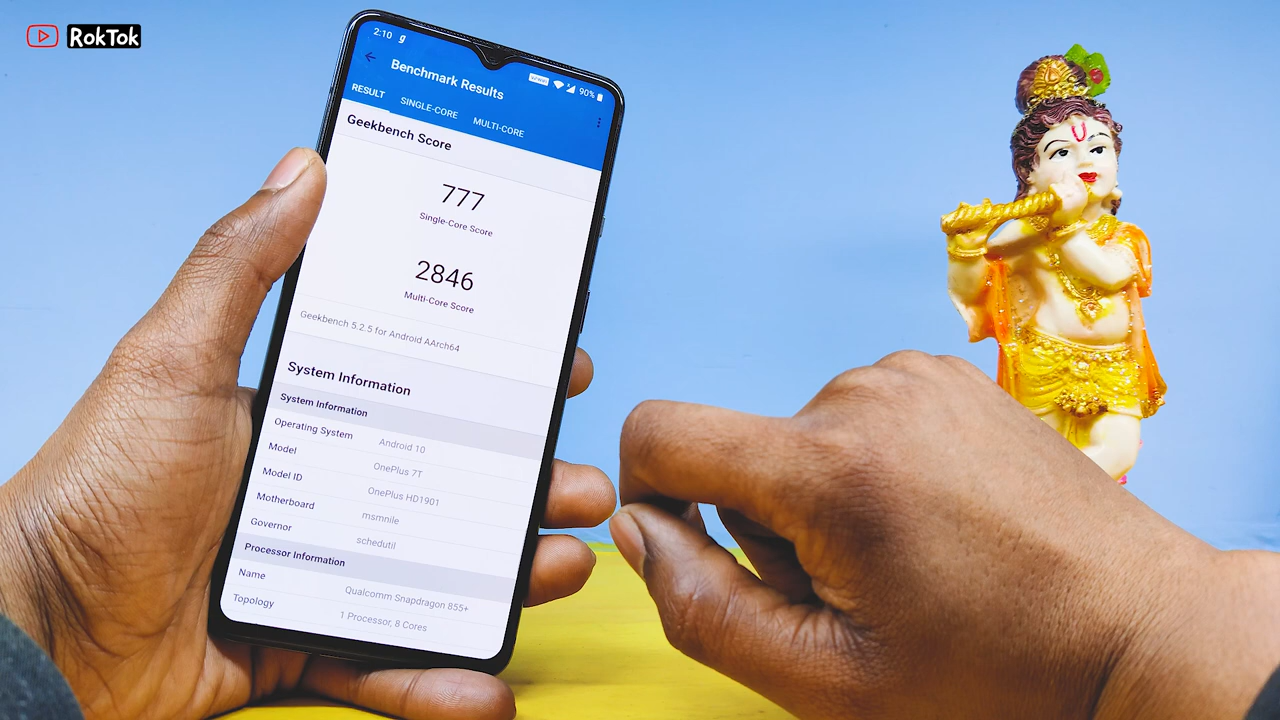 RokTok
2:10 g
90%
Benchmark Results
RESULT SINGLE-CORE MULTI-CORE
Geekbench Score
777
Single-Core Score
2846
Multi-Core Score
Geekbench 5.2.5 for Android AArch64
System Information
System Information
Operating System Android 10
Model OnePlus 7T
Model ID OnePlus HD1901
Motherboard msmnile
Governor schedutil
Processor Information
Name Qualcomm Snapdragon 855+
Topology 1 Processor, 8 Cores